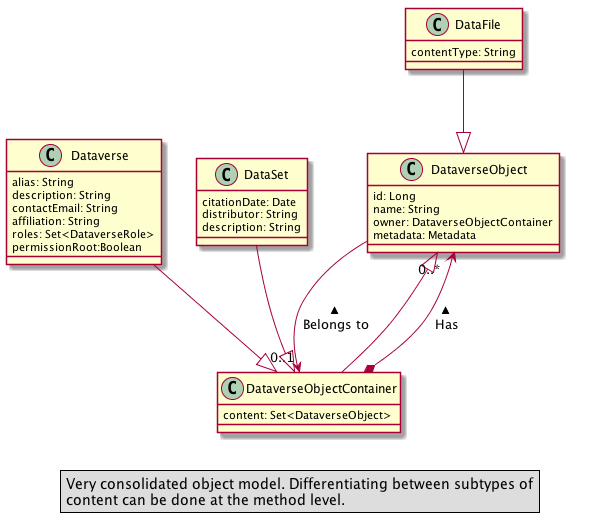 C DataFile
contentType: String
C Dataverse
alias: String
description: String
contactEmail: String
affiliation: String
roles: Set<DataverseRole>
permissionRoot:Boolean
C DataSet
citationDate: Date
distributor: String
description: String
C DataverseObject
id: Long
name: String
owner: DataverseObjectContainer
metadata: Metadata
0..*
▲
Belongs to
▲
Has
0..1
C DataverseObjectContainer
content: Set<DataverseObject>
Very consolidated object model. Differentiating between subtypes of
content can be done at the method level.